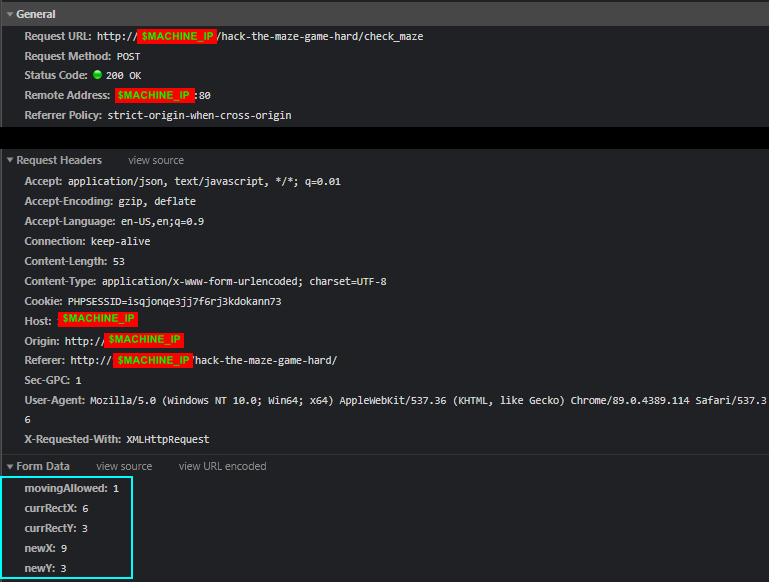 General
Request URL: http://$MACHINE_IP/hack-the-maze-game-hard/check_maze
Request Method: POST
Status Code: 200 OK
Remote Address: $MACHINE_IP:80
Referrer Policy: strict-origin-when-cross-origin
Request Headers view source
Accept: application/json, text/javascript, */*; q=0.01
Accept-Encoding: gzip, deflate
Accept-Language: en-US,en;q=0.9
Connection: keep-alive
Content-Length: 53
Content-Type: application/x-www-form-urlencoded; charset=UTF-8
Cookie: PHPSESSID=isqjonqe3jj7f6rj3kdokann73
Host: $MACHINE_IP
Origin: http://$MACHINE_IP
Referer: http://$MACHINE_IP/hack-the-maze-game-hard/
Sec-GPC: 1
User-Agent: Mozilla/5.0 (Windows NT 10.0; Win64; x64) AppleWebKit/537.36 (KHTML, like Gecko) Chrome/89.0.4389.114 Safari/537.3
6
X-Requested-With: XMLHttpRequest
Form Data view source view URL encoded
movingAllowed: 1
currRectX: 6
currRectY: 3
newX: 9
newY: 3